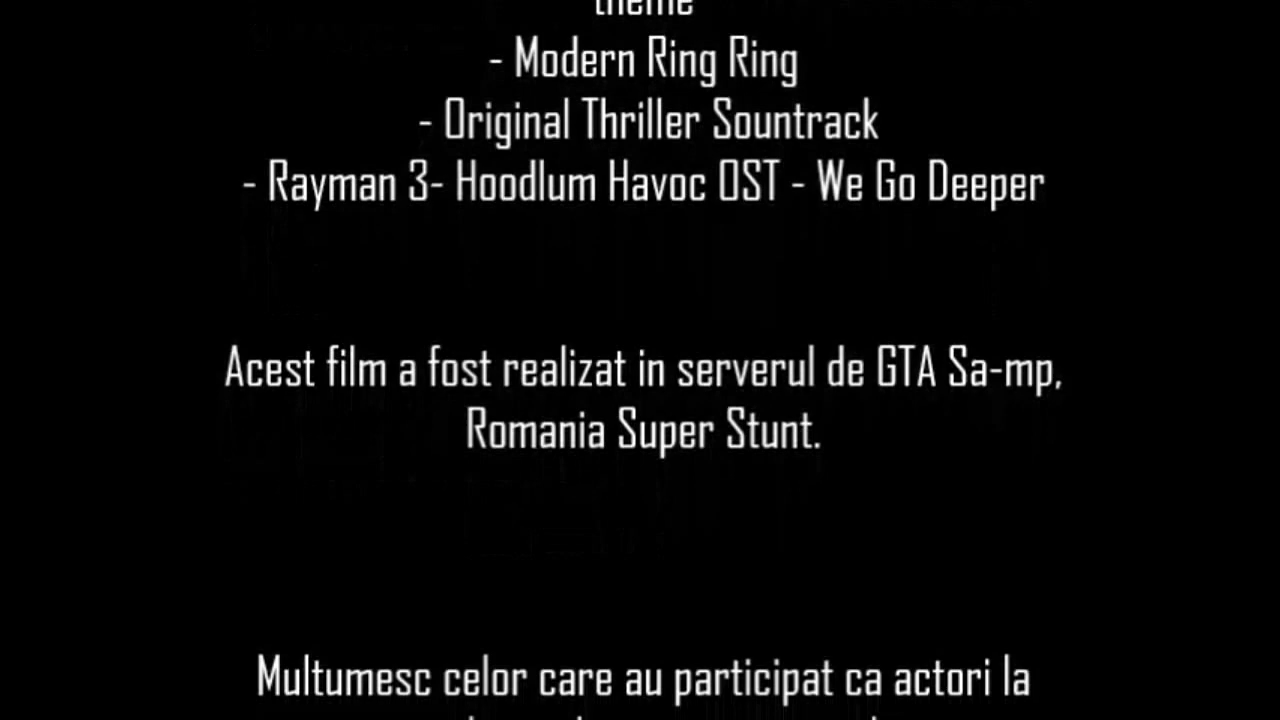 theme
- Modern Ring Ring
- Original Thriller Sountrack
- Rayman 3- Hoodlum Havoc OST - We Go Deeper
Acest film a fost realizat in serverul de GTA Sa-mp,
Romania Super Stunt.
Multumesc celor care au participat ca actori la